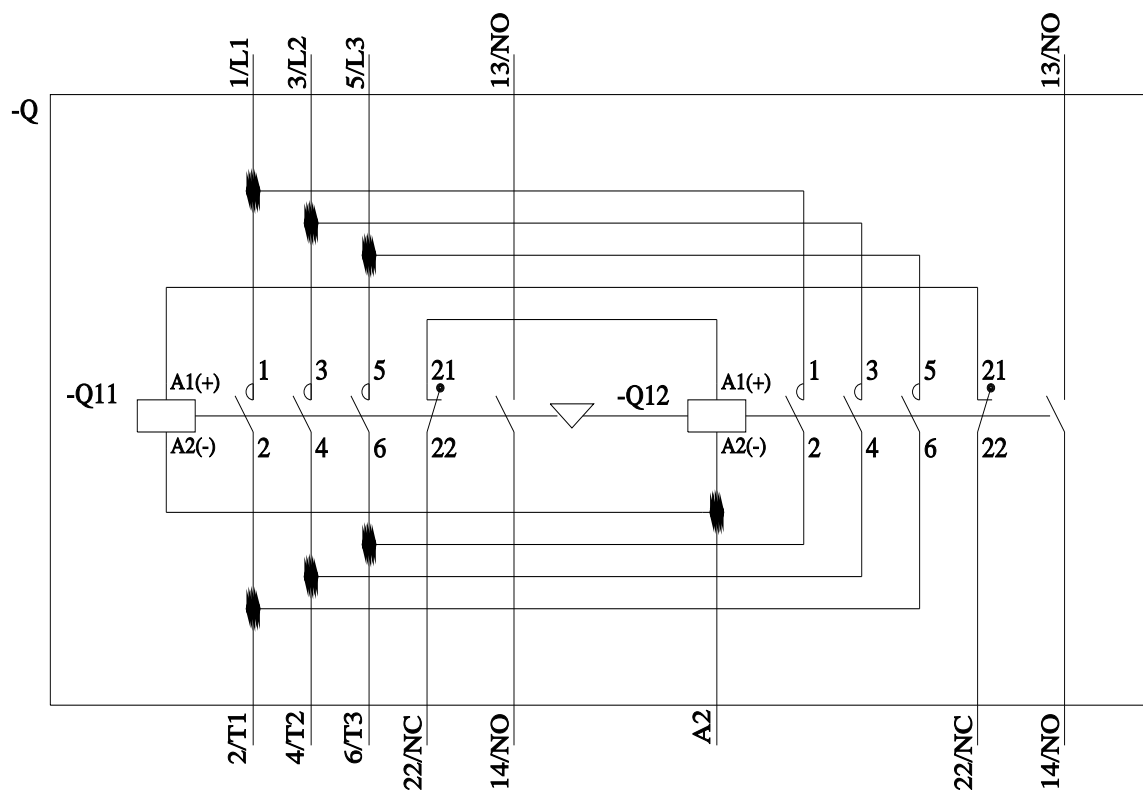 1/L1 3/L2 5/L3 13/NO 13/NO
-Q
1 3 5 21 1 3 5 21
-Q11 A1(+) -Q12 A1(+)
A2(-) 2 4 6 22 A2(-) 2 4 6 22
2/T1 4/T2 6/T3 22/NC 14/NO A2 22/NC 14/NO